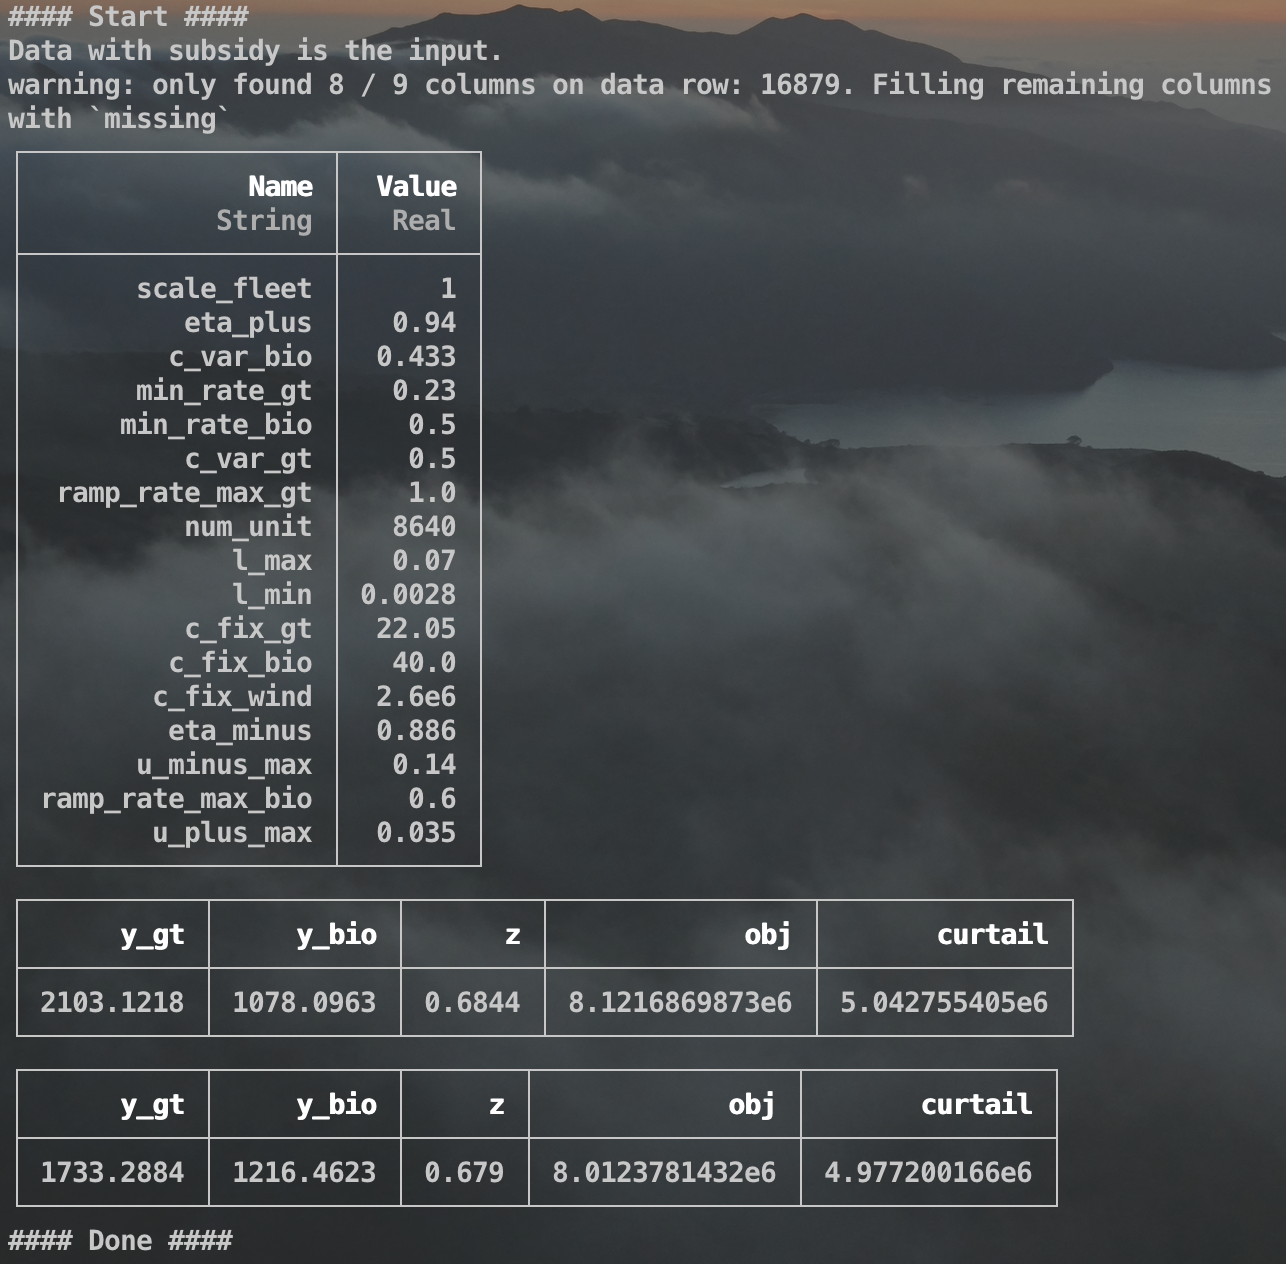 #### Start ####
Data with subsidy is the input.
warning: only found 8 / 9 columns on data row: 16879. Filling remaining columns
with `missing`
Name Value
String Real
scale_fleet 1
eta_plus 0.94
c_var_bio 0.433
min_rate_gt 0.23
min_rate_bio 0.5
c_var_gt 0.5
ramp_rate_max_gt 1.0
num_unit 8640
l_max 0.07
l_min 0.0028
c_fix_gt 22.05
c_fix_bio 40.0
c_fix_wind 2.6e6
eta_minus 0.886
u_minus_max 0.14
ramp_rate_max_bio 0.6
u_plus_max 0.035
y_gt y_bio z obj curtail
2103.1218 1078.0963 0.6844 8.1216869873e6 5.042755405e6
y_gt y_bio z obj curtail
1733.2884 1216.4623 0.679 8.0123781432e6 4.977200166e6
#### Done ####